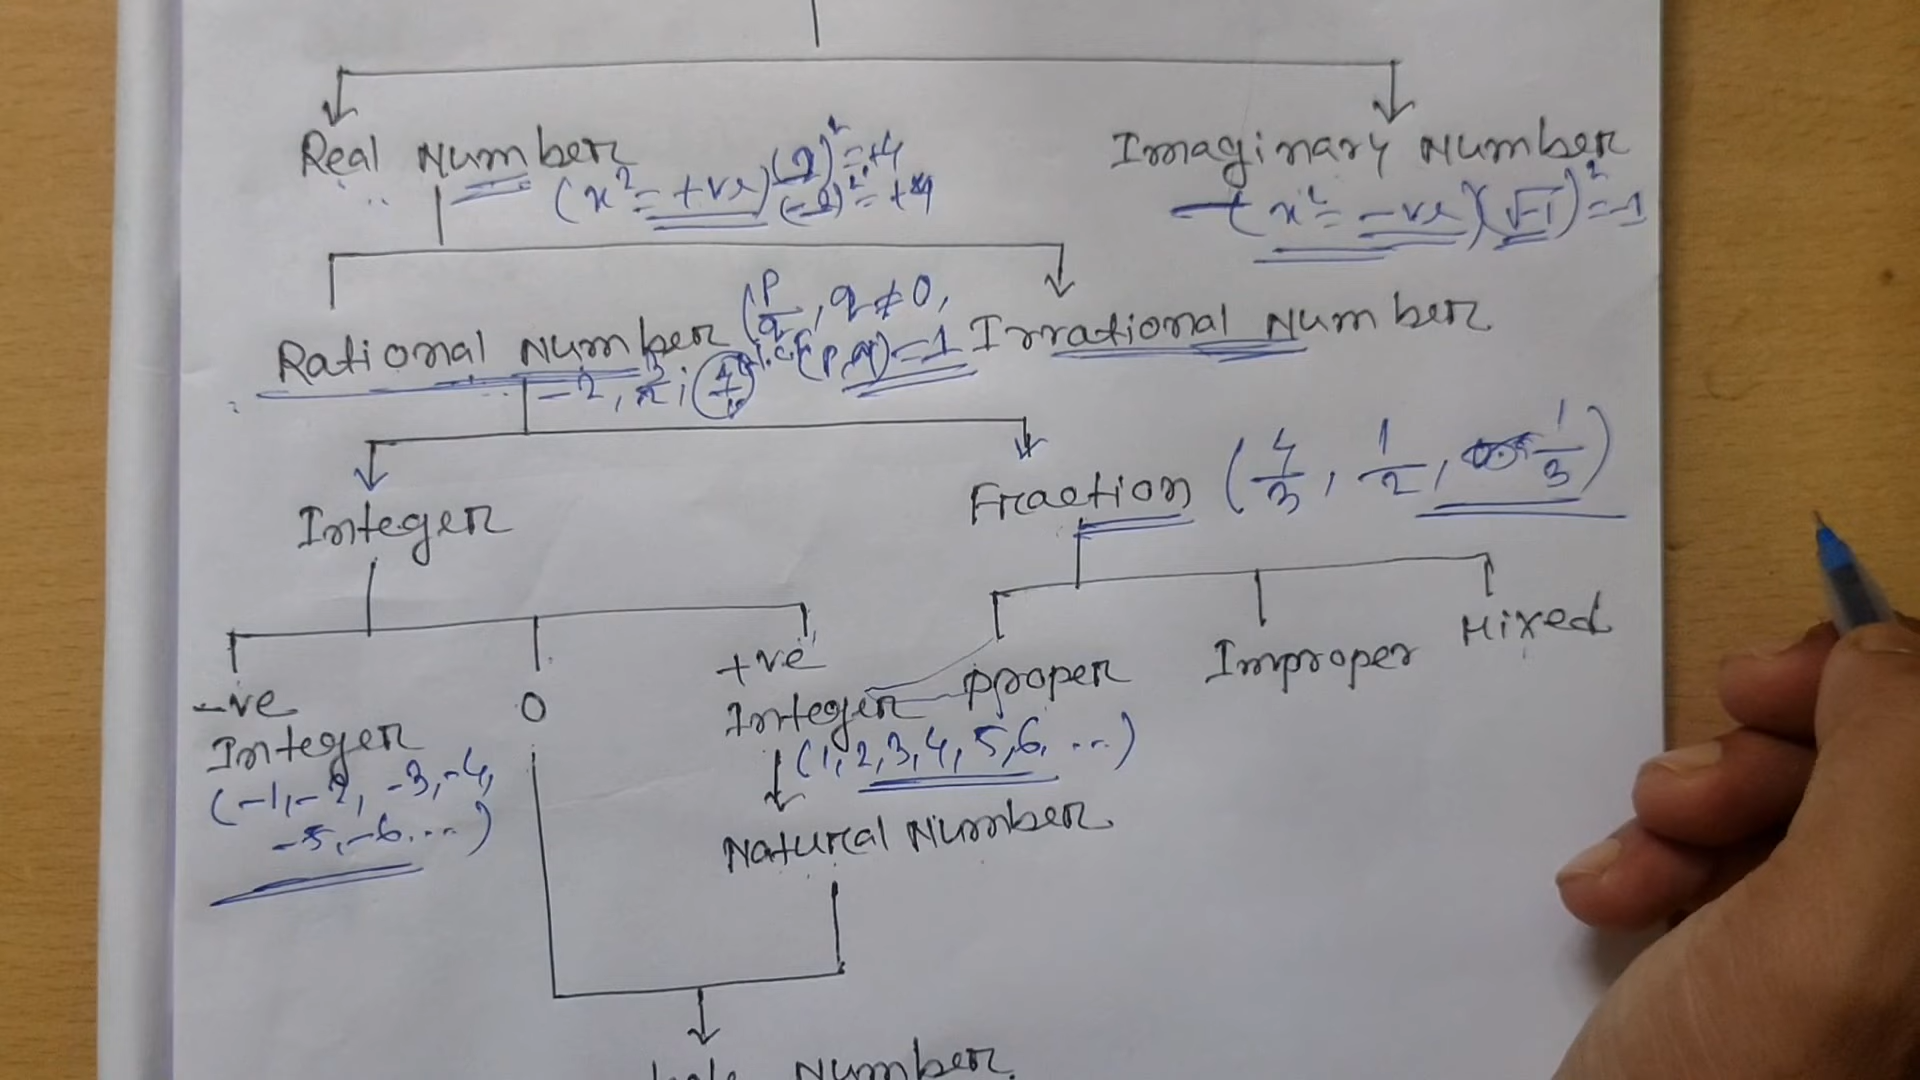 Real Number
(x² = +ve) (2)² = +4
(-2)² = +4
Imaginary Number
(x² = -ve) (√-1)² = -1
Rational Number (p/q, q ≠ 0,
(p, q) = 1
-2,
Irrational Number
Integer
Fraction (4/3, 1/2, 1/3)
-ve
Integer
(-1, -2, -3, -4,
-5, -6. ...)
0
+ve
Integer
(1, 2, 3, 4, 5, 6, ...)
Natural Number
Proper
Improper
Mixed
Number